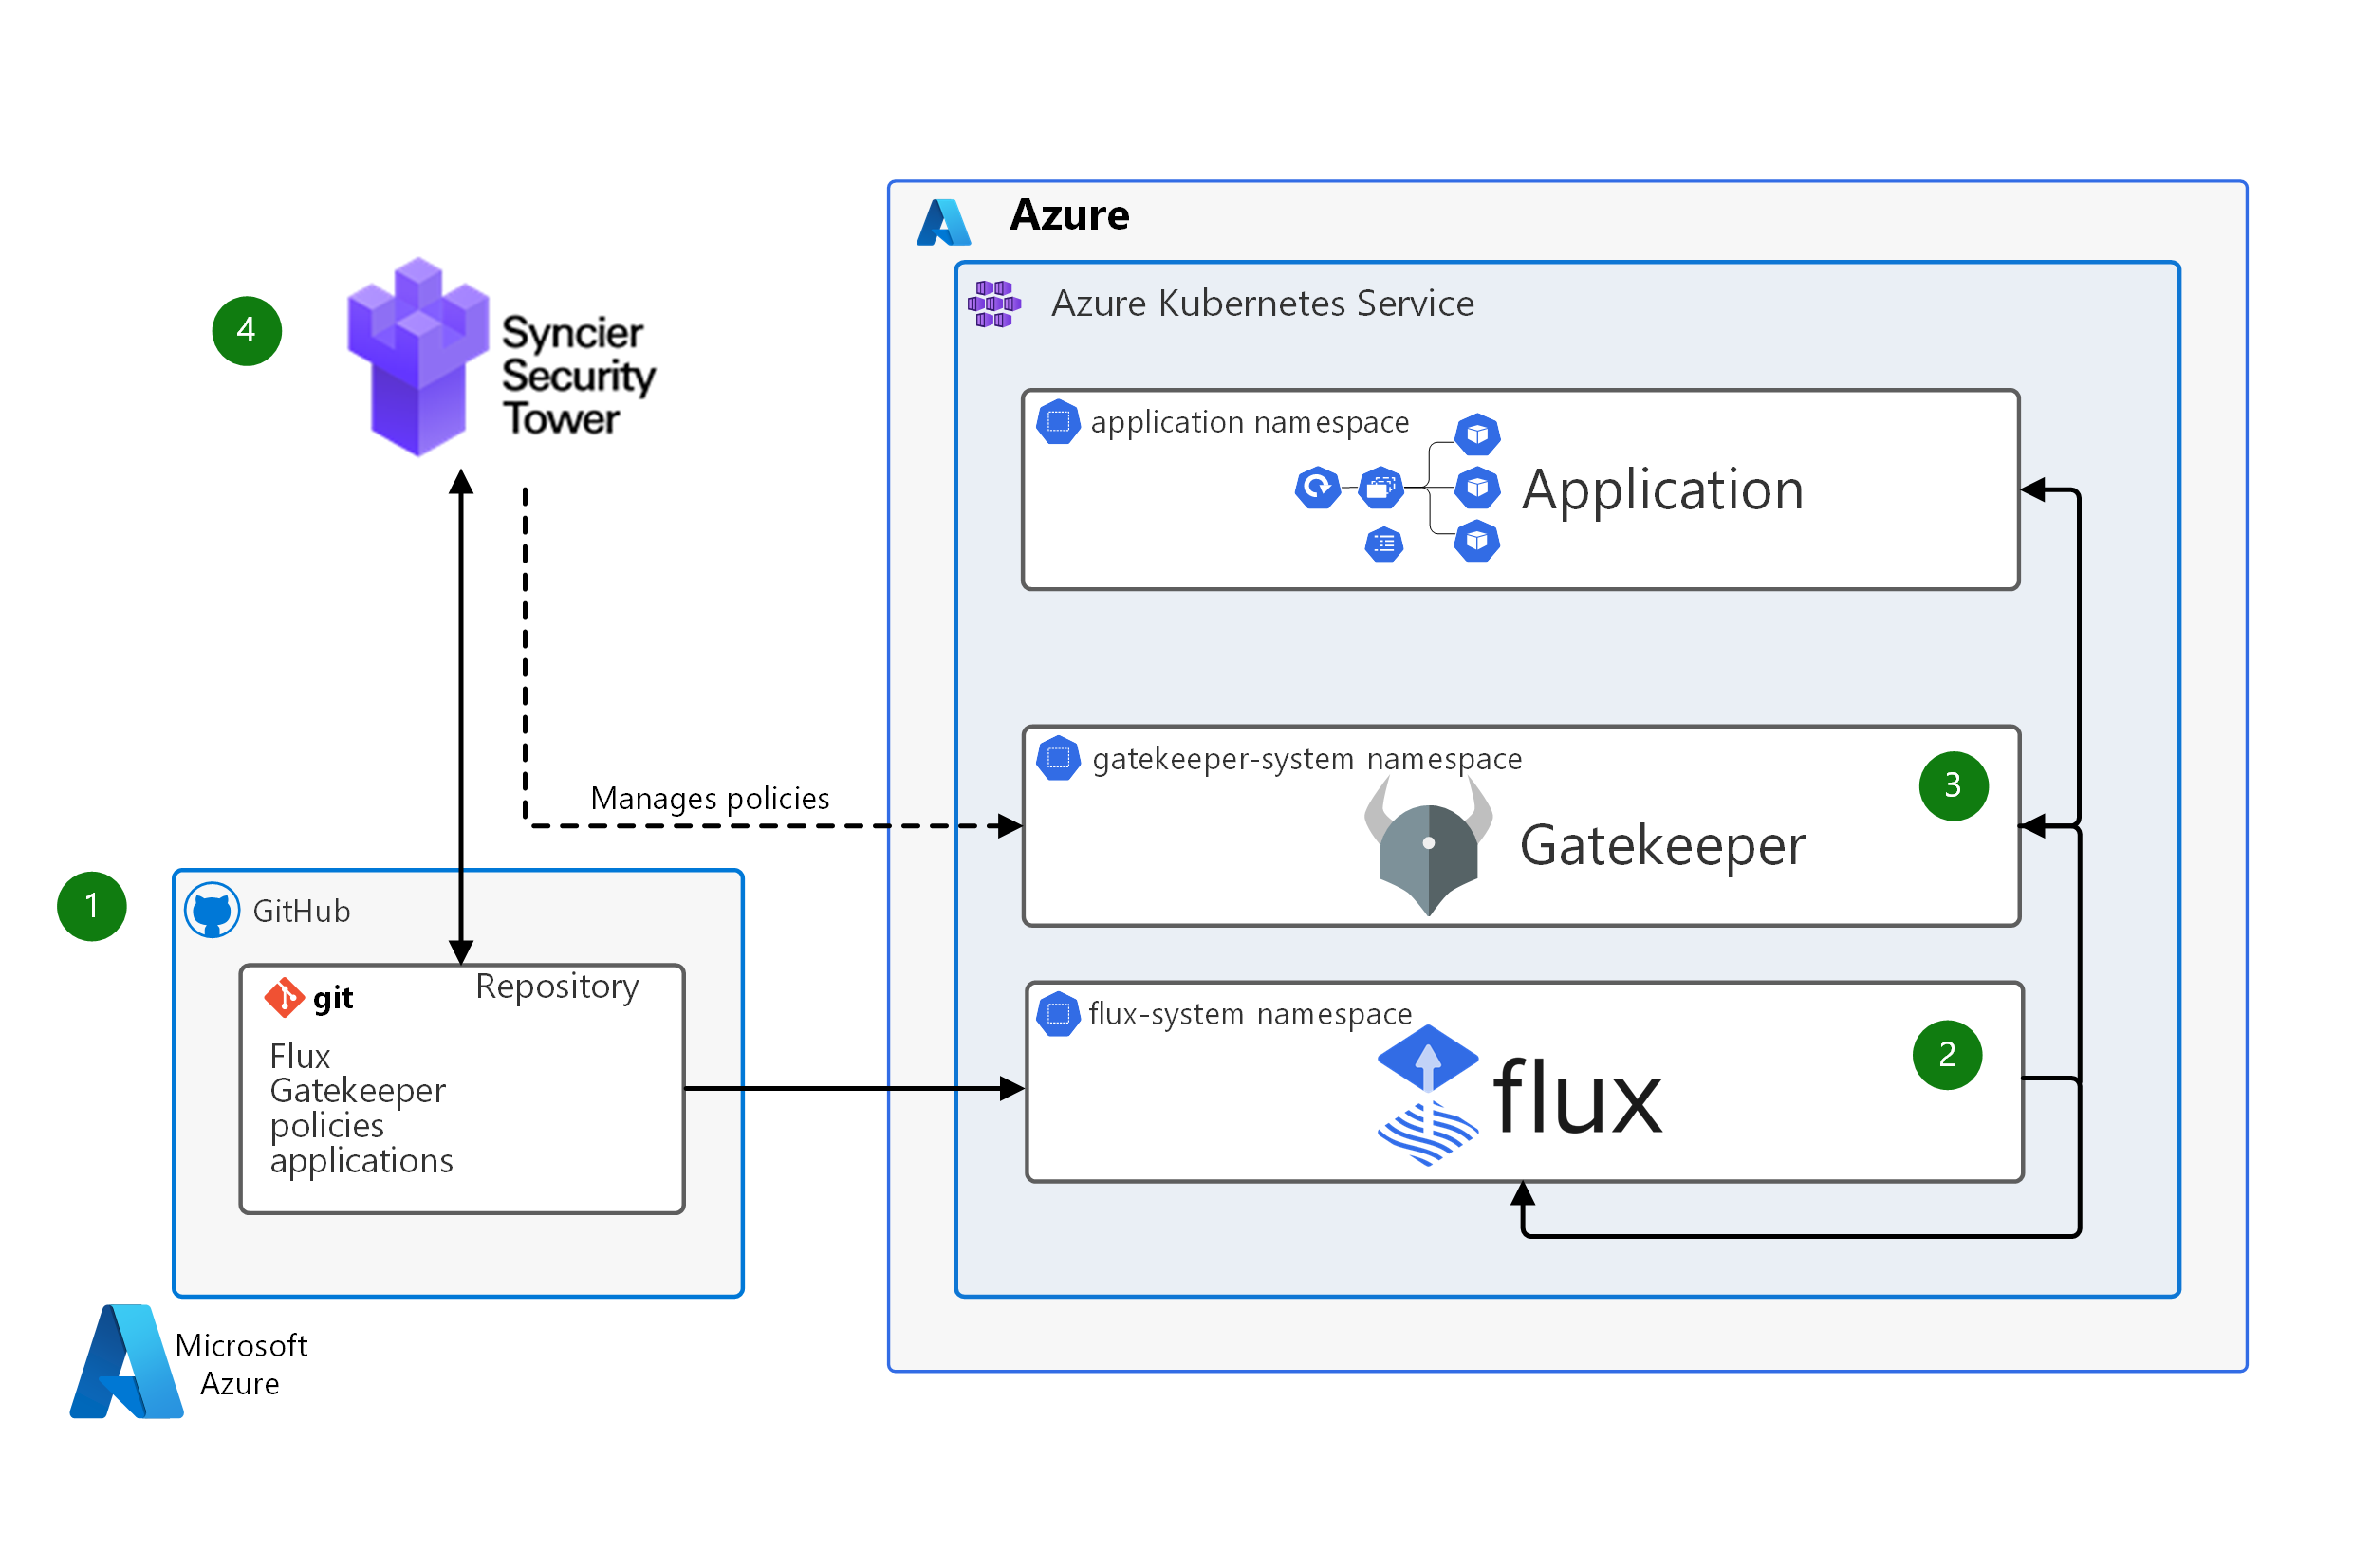 Azure
Azure Kubernetes Service
4
Syncier
Security
Tower
application namespace
Application
Manages policies
gatekeeper-system namespace
3
Gatekeeper
1
GitHub
git
Repository
Flux
Gatekeeper
policies
applications
flux-system namespace
2
flux
Microsoft
Azure